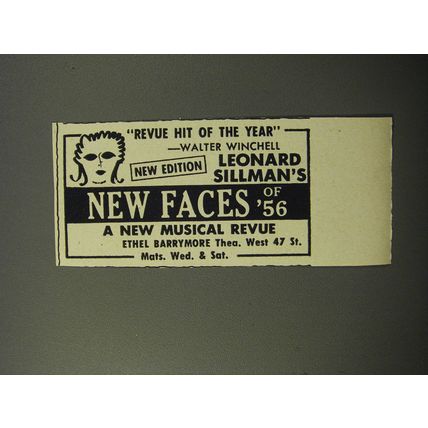 "REVUE HIT OF THE YEAR"
—WALTER WINCHELL
NEW EDITION
LEONARD
SILLMAN'S
NEW FACES OF '56
A NEW MUSICAL REVUE
ETHEL BARRYMORE Thea. West 47 St.
Mats. Wed. & Sat.